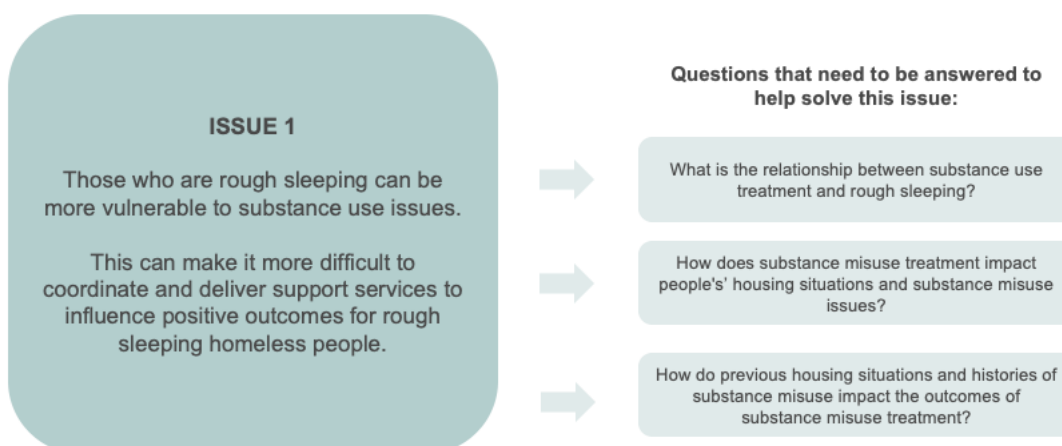 ISSUE 1
Those who are rough sleeping can be
more vulnerable to substance use issues.
This can make it more difficult to
coordinate and deliver support services to
influence positive outcomes for rough
sleeping homeless people.
Questions that need to be answered to
help solve this issue:
What is the relationship between substance use
treatment and rough sleeping?
How does substance misuse treatment impact
people's’ housing situations and substance misuse
issues?
How do previous housing situations and histories of
substance misuse impact the outcomes of
substance misuse treatment?